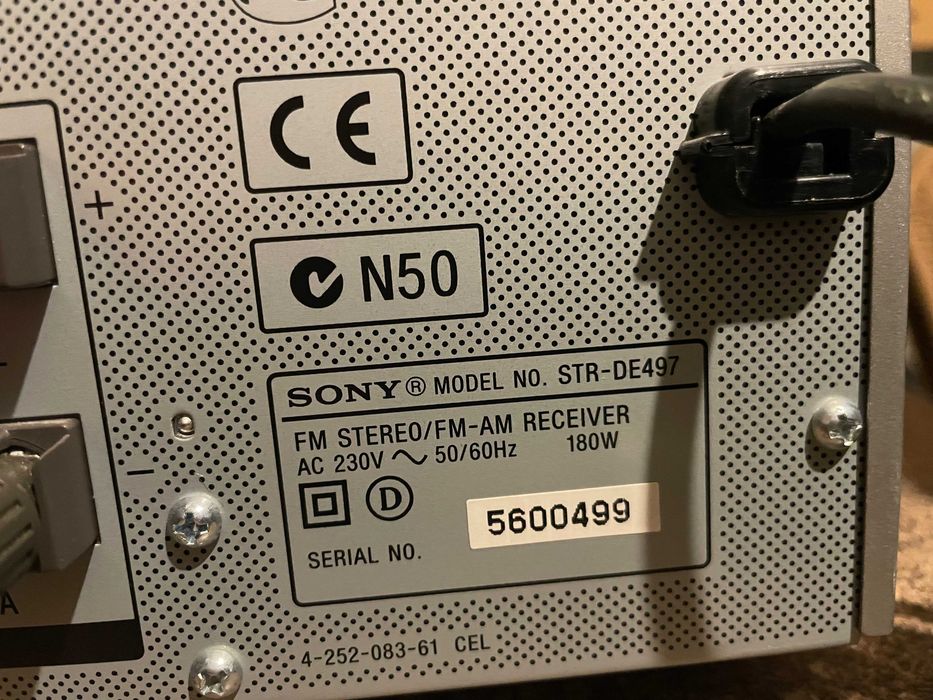 CE
+
N50
SONY® MODEL NO. STR-DE497
FM STEREO/FM-AM RECEIVER
AC 230V ~ 50/60Hz 180W
−
D
5600499
SERIAL NO.
A
4-252-083-61 CEL